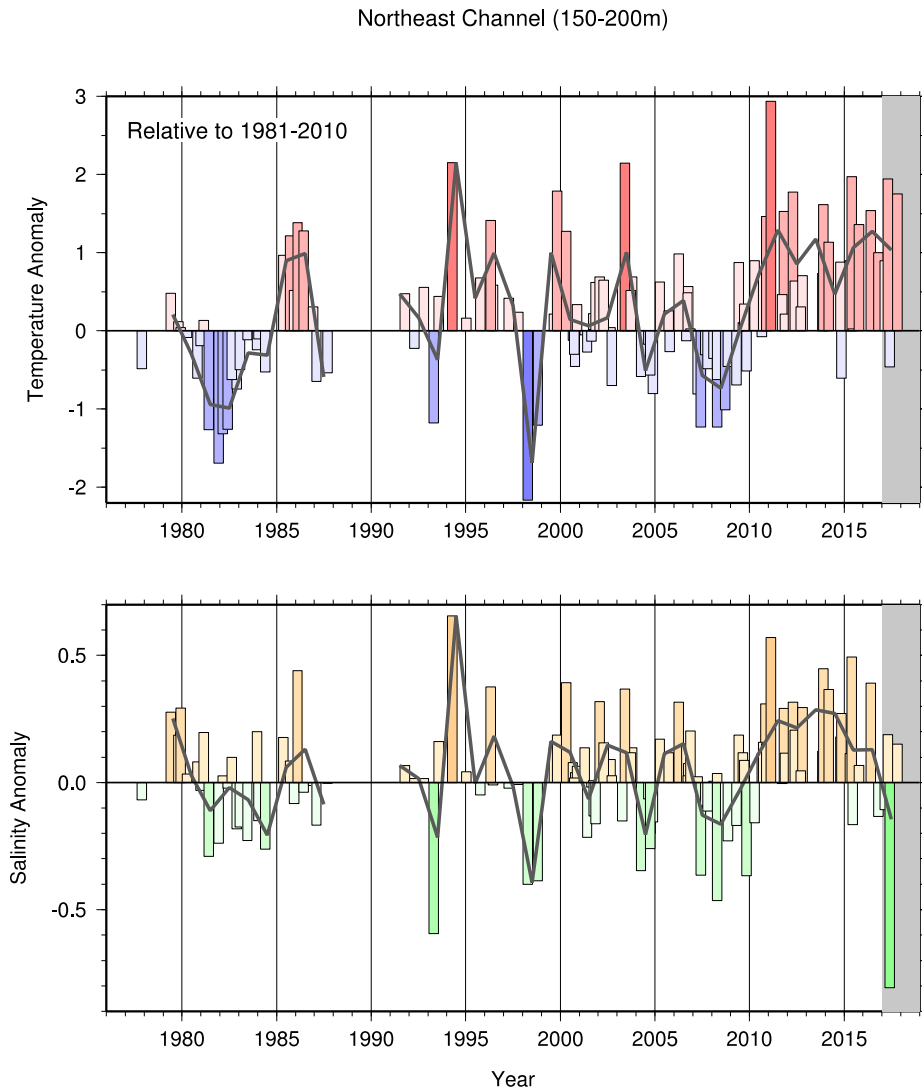 Northeast Channel (150-200m)
3
2
1
0
-1
-2
Temperature Anomaly
Relative to 1981-2010
1980 1985 1990 1995 2000 2005 2010 2015
0.5
0.0
-0.5
Salinity Anomaly
1980 1985 1990 1995 2000 2005 2010 2015
Year